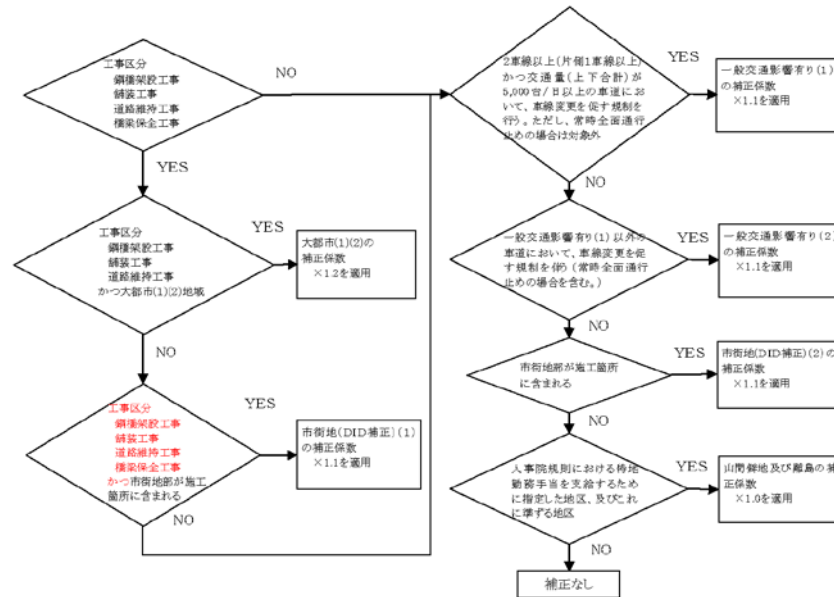 工事区分
鋼橋架設工事
舗装工事
道路維持工事
橋梁保全工事
NO
YES
工事区分
鋼橋架設工事
舗装工事
道路維持工事
かつ大都市(1)(2)地域
YES
大都市(1)(2)の
補正係数
×1.2を適用
NO
工事区分
鋼橋架設工事
舗装工事
道路維持工事
橋梁保全工事
かつ市街地部が施工
箇所に含まれる
YES
市街地(DID補正)(1)
の補正係数
×1.1を適用
NO
2車線以上(片側1車線以上)
かつ交通量(上下合計)が
5,000台/日以上の車道にお
いて、車線変更を促す規制を
行う。ただし、常時全面通行
止めの場合は対象外
YES
一般交通影響有り(1)
の補正係数
×1.1を適用
NO
一般交通影響有り(1)以外の
車道において、車線変更を促
す規制を伴う(常時全面通行
止めの場合を含む。)
YES
一般交通影響有り(2)
の補正係数
×1.1を適用
NO
市街地部が施工箇所
に含まれる
YES
市街地(DID補正)(2)の
補正係数
×1.1を適用
NO
人事院規則における特地
勤務手当を支給するため
に指定した地区、及びこれ
に準ずる地区
YES
山間僻地及び離島の補
正係数
×1.0を適用
NO
補正なし